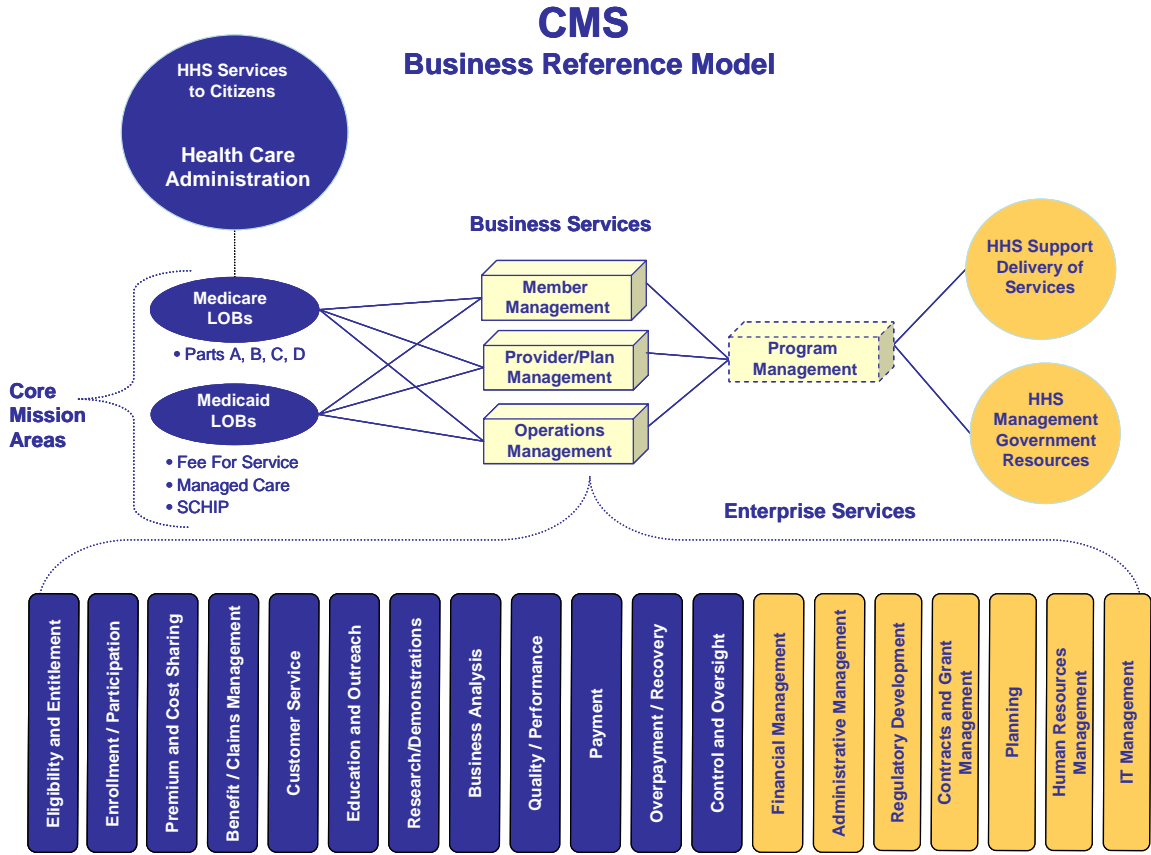 CMS
Business Reference Model
HHS Services
to Citizens
Health Care
Administration
Business Services
HHS Support
Delivery of
Services
Medicare
LOBs
• Parts A, B, C, D
Member
Management
Provider/Plan
Management
Program
Management
Core
Mission
Areas
Medicaid
LOBs
• Fee For Service
• Managed Care
• SCHIP
Operations
Management
HHS
Management
Government
Resources
Enterprise Services
Eligibility and Entitlement
Enrollment / Participation
Premium and Cost Sharing
Benefit / Claims Management
Customer Service
Education and Outreach
Research/Demonstrations
Business Analysis
Quality / Performance
Payment
Overpayment / Recovery
Control and Oversight
Financial Management
Administrative Management
Regulatory Development
Contracts and Grant
Management
Planning
Human Resources
Management
IT Management